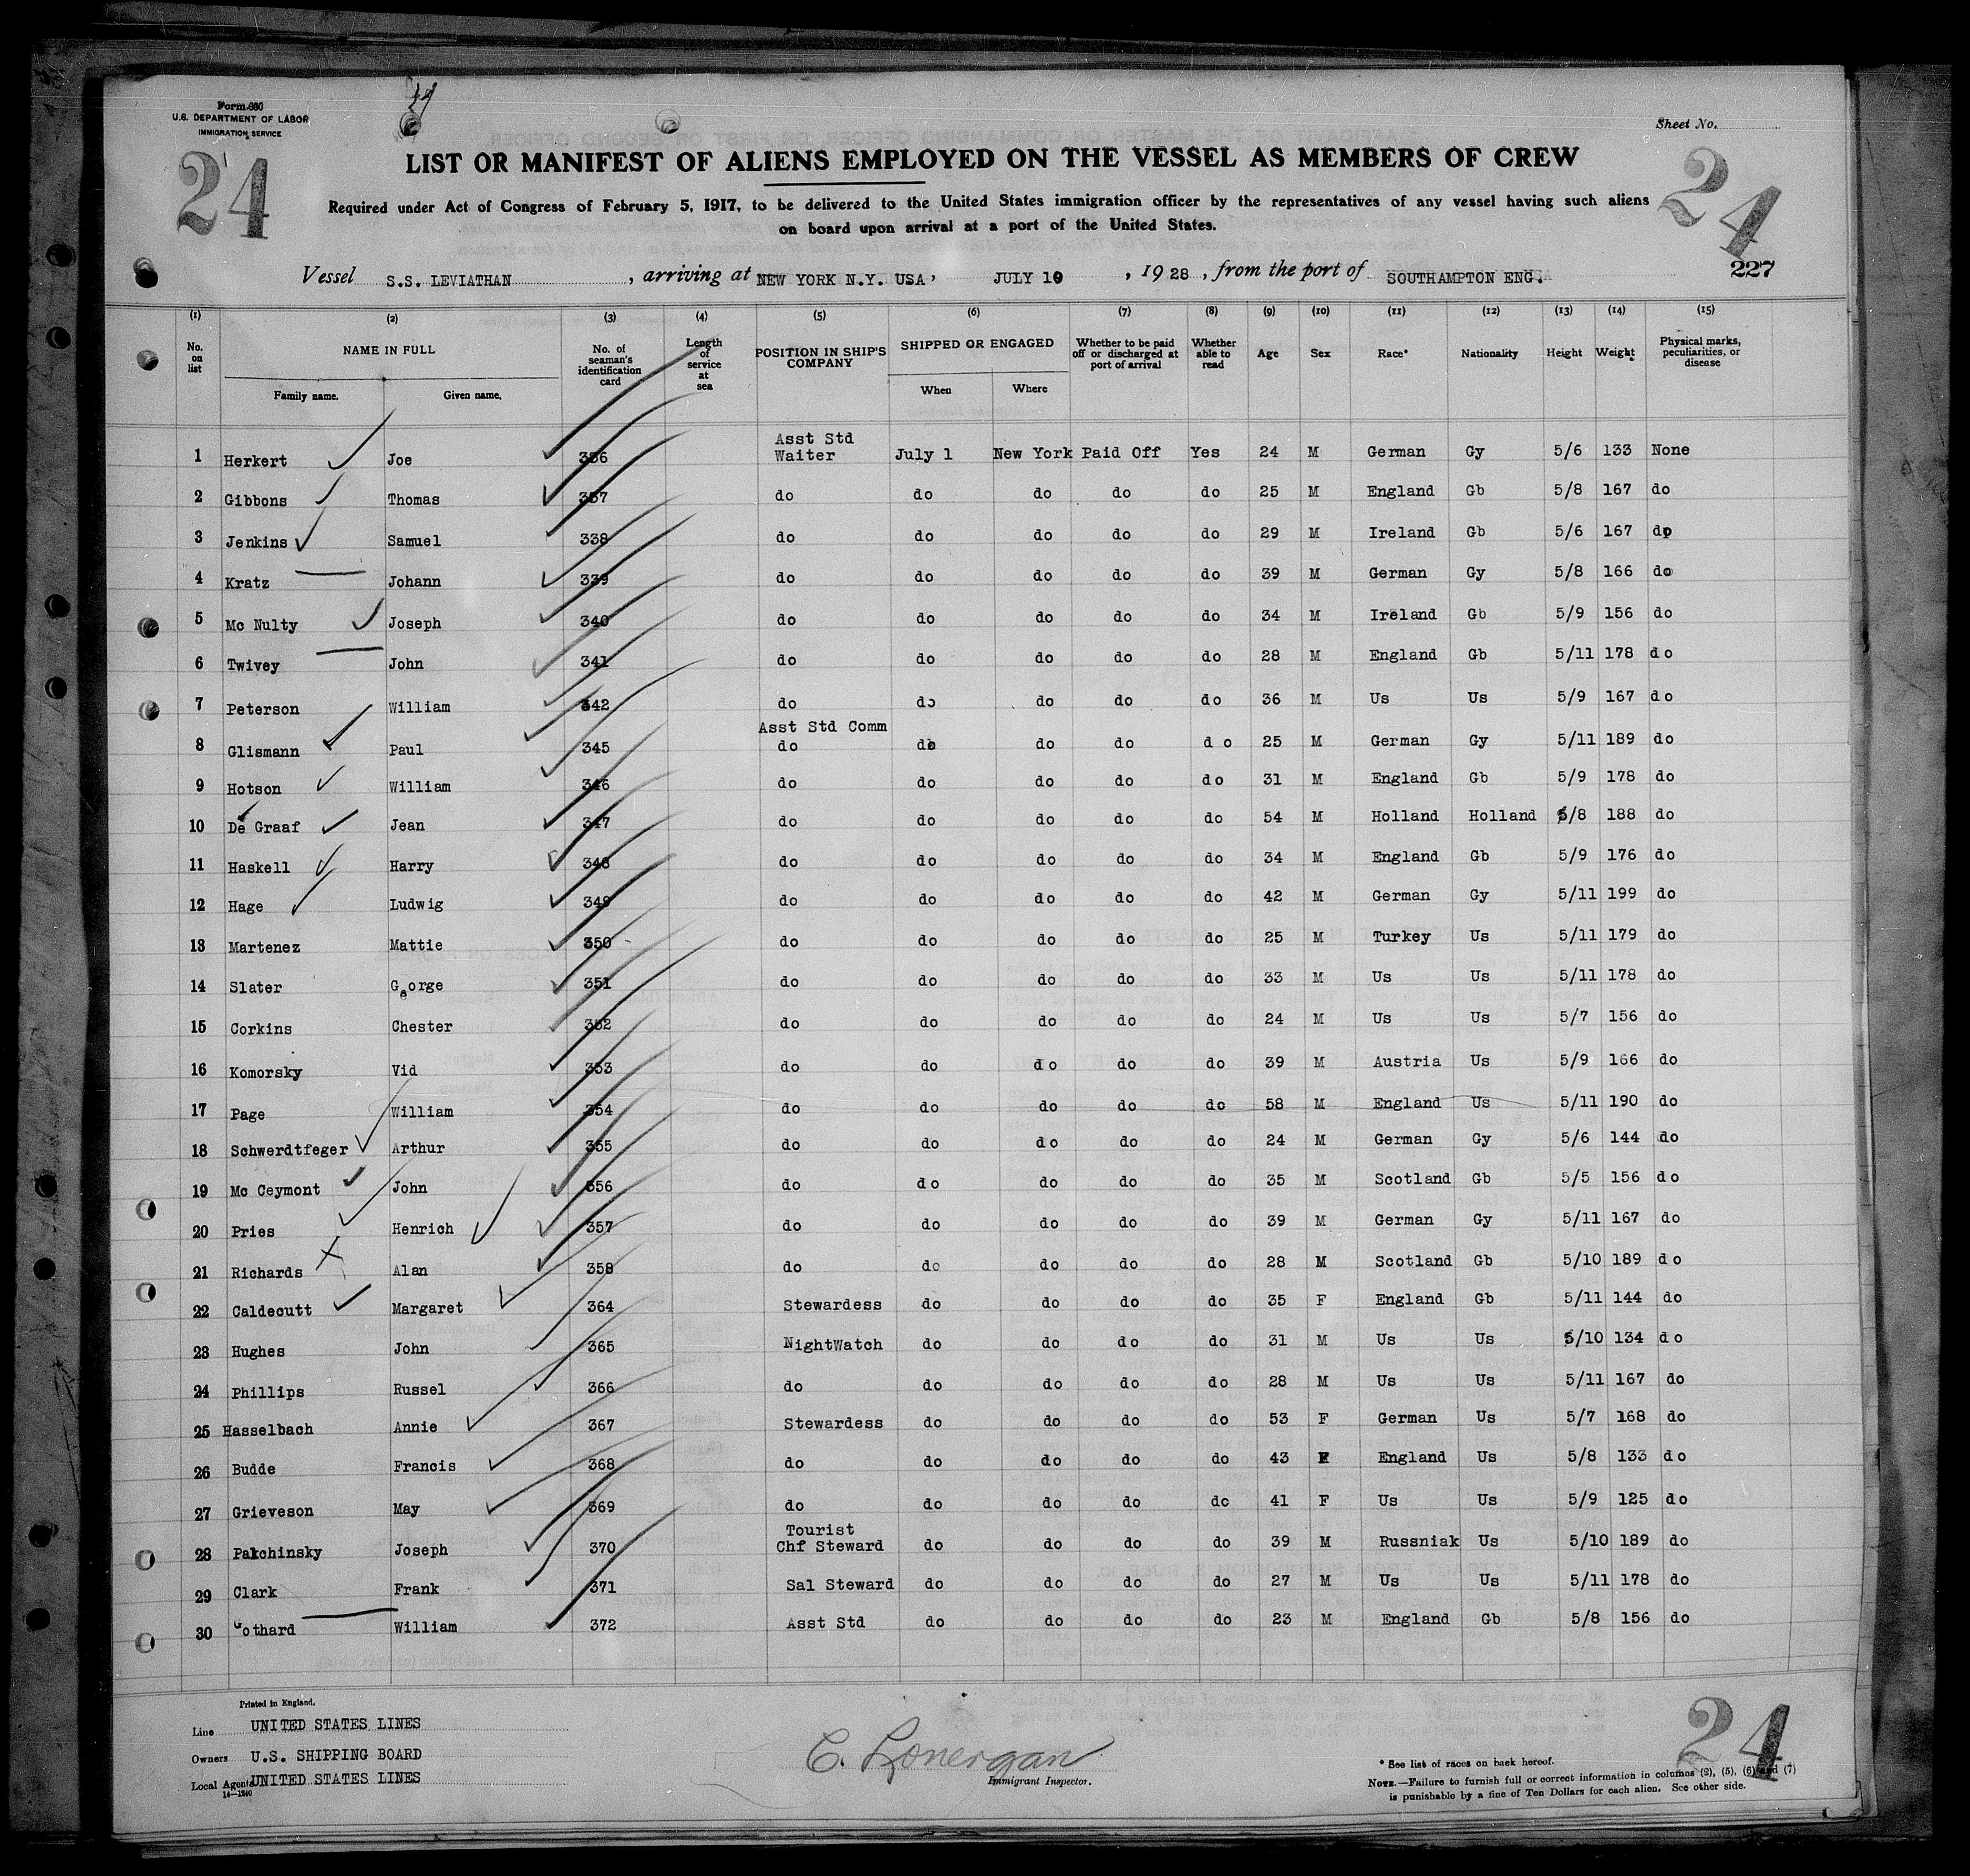 Form 680
U.S. DEPARTMENT OF LABOR
IMMIGRATION SERVICE
Sheet No.
24
24
LIST OR MANIFEST OF ALIENS EMPLOYED ON THE VESSEL AS MEMBERS OF CREW
Required under Act of Congress of February 5, 1917, to be delivered to the United States immigration officer by the representatives of any vessel having such aliens
on board upon arrival at a port of the United States.
227
Vessel S.S. LEVIATHAN, arriving at NEW YORK N.Y. USA, JULY 10, 1928, from the port of SOUTHAMPTON ENG.
(1) (2) (3) (4) (5) (6) (7) (8) (9) (10) (11) (12) (13) (14) (15)
No. on list NAME IN FULL Family name. Given name. No. of seaman's identification card Length of service at sea POSITION IN SHIP'S COMPANY SHIPPED OR ENGAGED When Where Whether to be paid off or discharged at port of arrival Whether able to read Age Sex Race* Nationality Height Weight Physical marks, peculiarities, or disease
1 Herkert Joe 336 Asst Std Waiter July 1 New York Paid Off Yes 24 M German Gy 5/6 133 None
2 Gibbons Thomas 337 do do do do do 25 M England Gb 5/8 167 do
3 Jenkins Samuel 338 do do do do do 29 M Ireland Gb 5/6 167 do
4 Kratz Johann 339 do do do do do 39 M German Gy 5/8 166 do
5 Mc Nulty Joseph 340 do do do do do 34 M Ireland Gb 5/9 156 do
6 Twivey John 341 do do do do do 28 M England Gb 5/11 178 do
7 Peterson William 342 do do do do do 36 M Us Us 5/9 167 do
8 Glismann Paul 345 Asst Std Comm do do do do do 25 M German Gy 5/11 189 do
9 Hotson William 346 do do do do do 31 M England Gb 5/9 178 do
10 De Graaf Jean 347 do do do do do 54 M Holland Holland 5/8 188 do
11 Haskell Harry 348 do do do do do 34 M England Gb 5/9 176 do
12 Hage Ludwig 349 do do do do do 42 M German Gy 5/11 199 do
13 Martenez Mattie 350 do do do do do 25 M Turkey Us 5/11 179 do
14 Slater George 351 do do do do do 33 M Us Us 5/11 178 do
15 Corkins Chester 352 do do do do do 24 M Us Us 5/7 156 do
16 Komorsky Vid 353 do do do do do 39 M Austria Us 5/9 166 do
17 Page William 354 do do do do do 58 M England Us 5/11 190 do
18 Schwerdtfeger Arthur 355 do do do do do 24 M German Gy 5/6 144 do
19 Mc Ceymont John 356 do do do do do 35 M Scotland Gb 5/5 156 do
20 Pries Henrich 357 do do do do do 39 M German Gy 5/11 167 do
21 Richards Alan 358 do do do do do 28 M Scotland Gb 5/10 189 do
22 Caldecutt Margaret 364 Stewardess do do do do 35 F England Gb 5/11 144 do
23 Hughes John 365 NightWatch do do do do 31 M Us Us 5/10 134 do
24 Phillips Russel 366 do do do do do 28 M Us Us 5/11 167 do
25 Hasselbach Annie 367 Stewardess do do do do 53 F German Us 5/7 168 do
26 Budde Francis 368 do do do do do 43 F England Us 5/8 133 do
27 Grieveson May 369 do do do do do 41 F Us Us 5/9 125 do
28 Palchinsky Joseph 370 Tourist Chf Steward do do do do 39 M Russniak Us 5/10 189 do
29 Clark Frank 371 Sal Steward do do do do 27 M Us Us 5/11 178 do
30 Gothard William 372 Asst Std do do do do 23 M England Gb 5/8 156 do
Printed in England.
Line UNITED STATES LINES
Owners U.S. SHIPPING BOARD
Local Agents UNITED STATES LINES
14-1240
C. Lonergan
Immigrant Inspector.
24
* See list of races on back hereof.
NOTE.—Failure to furnish full or correct information in columns (2), (5), (6) and (7)
is punishable by a fine of Ten Dollars for each alien. See other side.